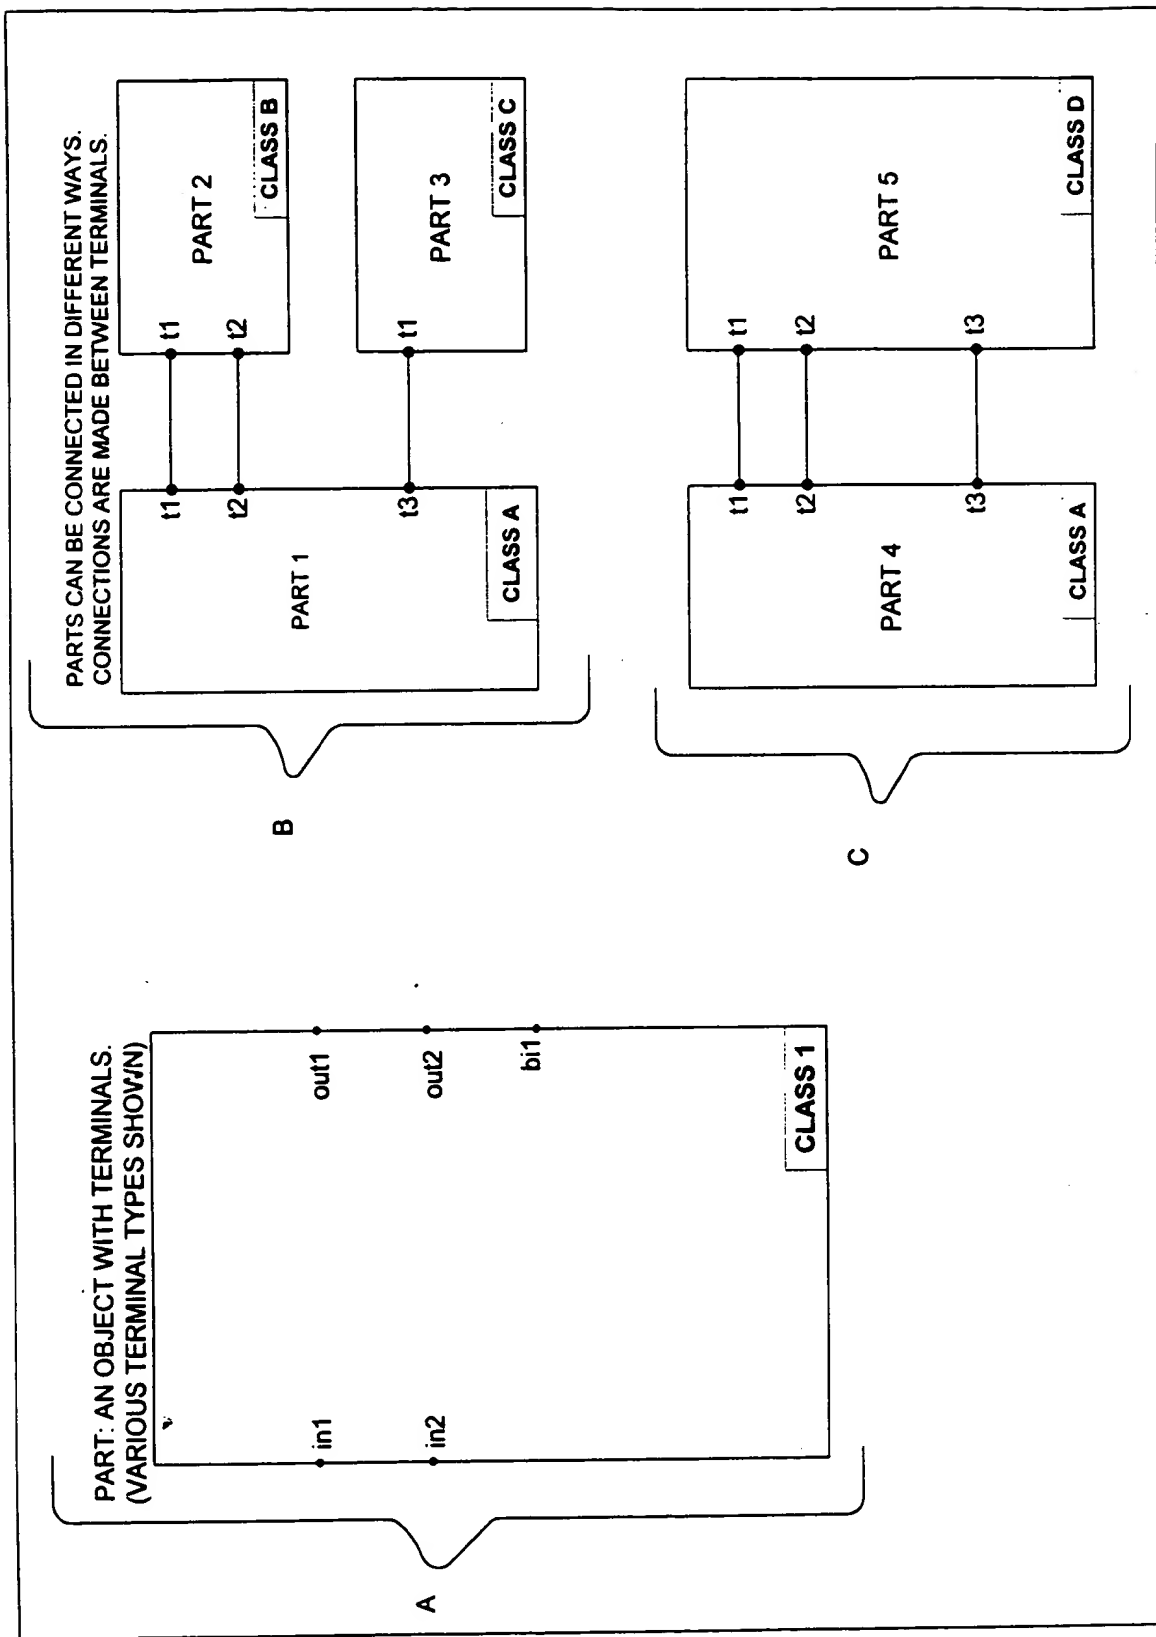 PART: AN OBJECT WITH TERMINALS.
(VARIOUS TERMINAL TYPES SHOWN)
A
in1
in2
out1
out2
bi1
CLASS 1
PARTS CAN BE CONNECTED IN DIFFERENT WAYS.
CONNECTIONS ARE MADE BETWEEN TERMINALS.
B
PART 1
t1
t2
t3
CLASS A
t1
t2
PART 2
CLASS B
t1
PART 3
CLASS C
C
PART 4
t1
t2
t3
CLASS A
t1
t2
t3
PART 5
CLASS D